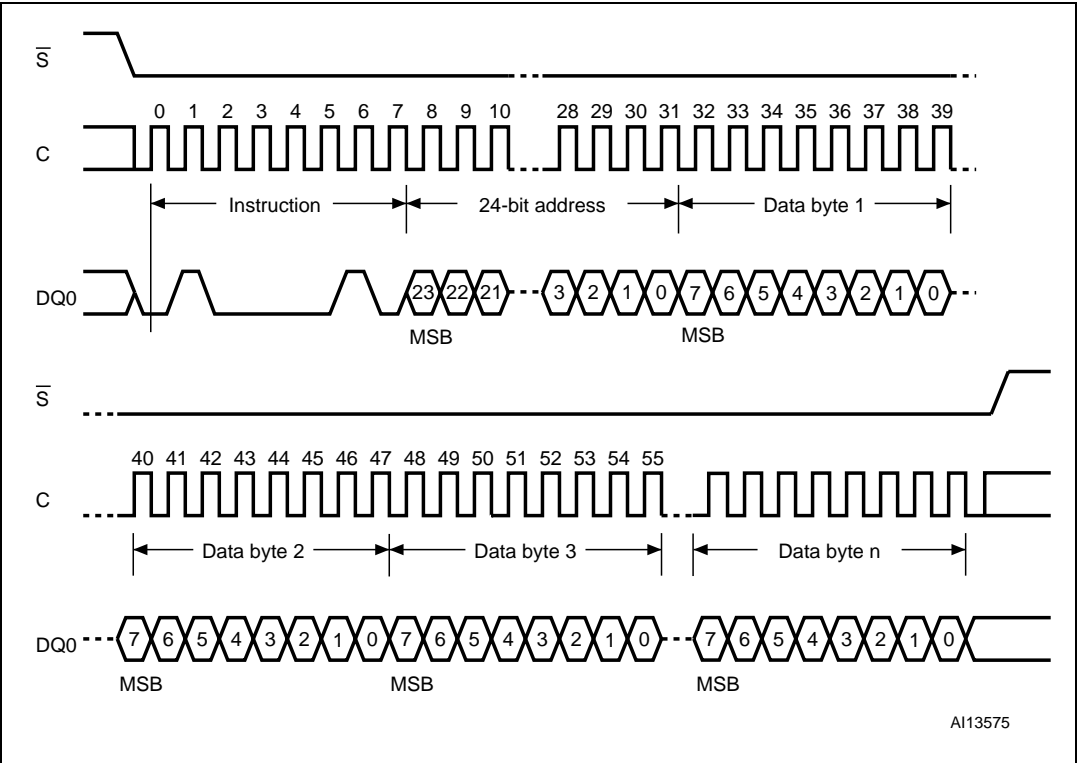 S
0 1 2 3 4 5 6 7 8 9 10 28 29 30 31 32 33 34 35 36 37 38 39
C
Instruction 24-bit address Data byte 1
DQ0 23 22 21 3 2 1 0 7 6 5 4 3 2 1 0
MSB MSB
S
40 41 42 43 44 45 46 47 48 49 50 51 52 53 54 55
C
Data byte 2 Data byte 3 Data byte n
DQ0 7 6 5 4 3 2 1 0 7 6 5 4 3 2 1 0 7 6 5 4 3 2 1 0
MSB MSB MSB
AI13575